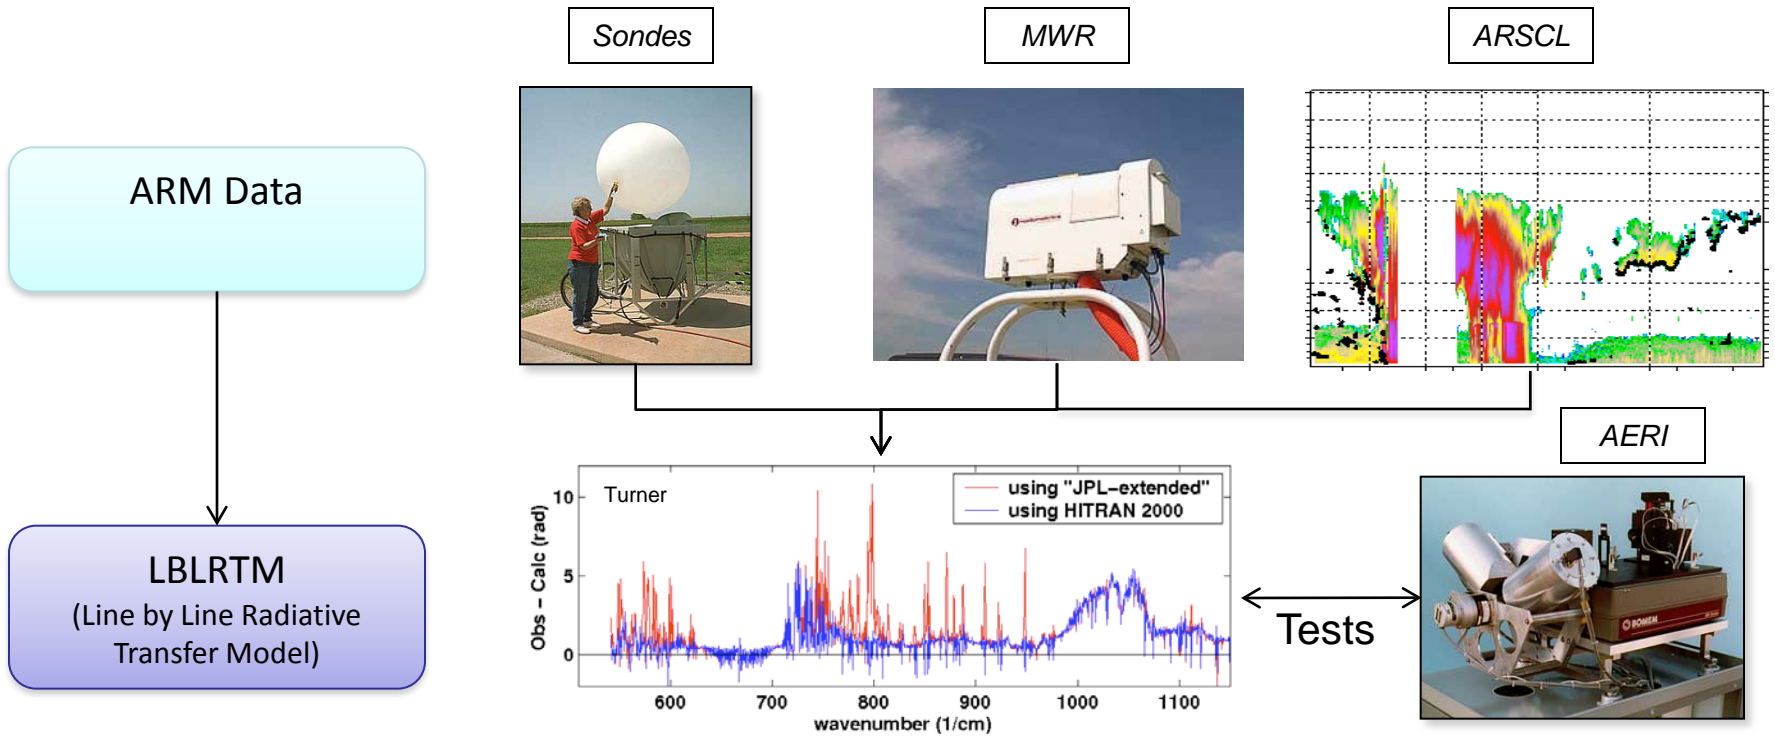 Sondes
MWR
ARSCL
ARM Data
AERI
LBLRTM
(Line by Line Radiative
Transfer Model)
Turner
using "JPL–extended"
using HITRAN 2000
Obs – Calc (rad)
10
5
0
600
700
800
900
1000
1100
wavenumber (1/cm)
Tests
BOMEM